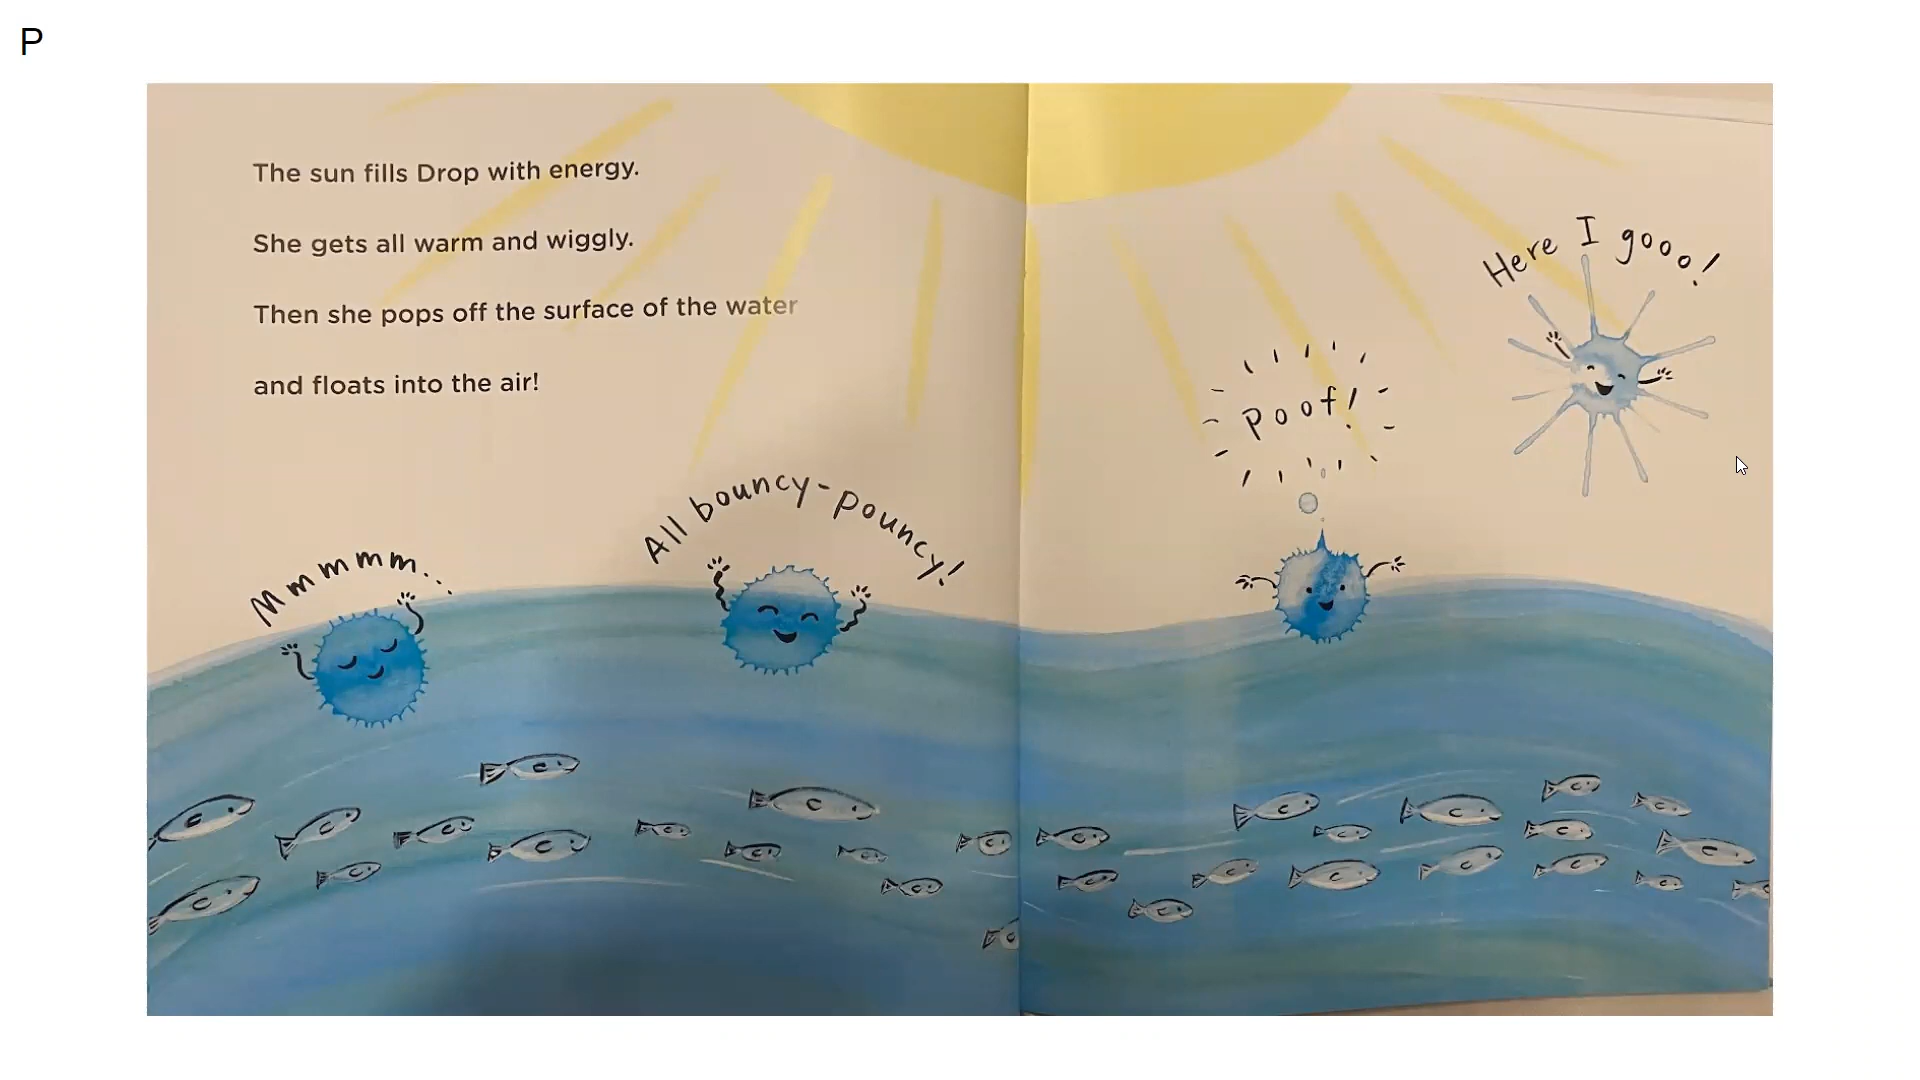 P
The sun fills Drop with energy.
She gets all warm and wiggly.
Then she pops off the surface of the water
and floats into the air!
Mmmmm...
All bouncy-pouncy!
poof!
Here I gooo!